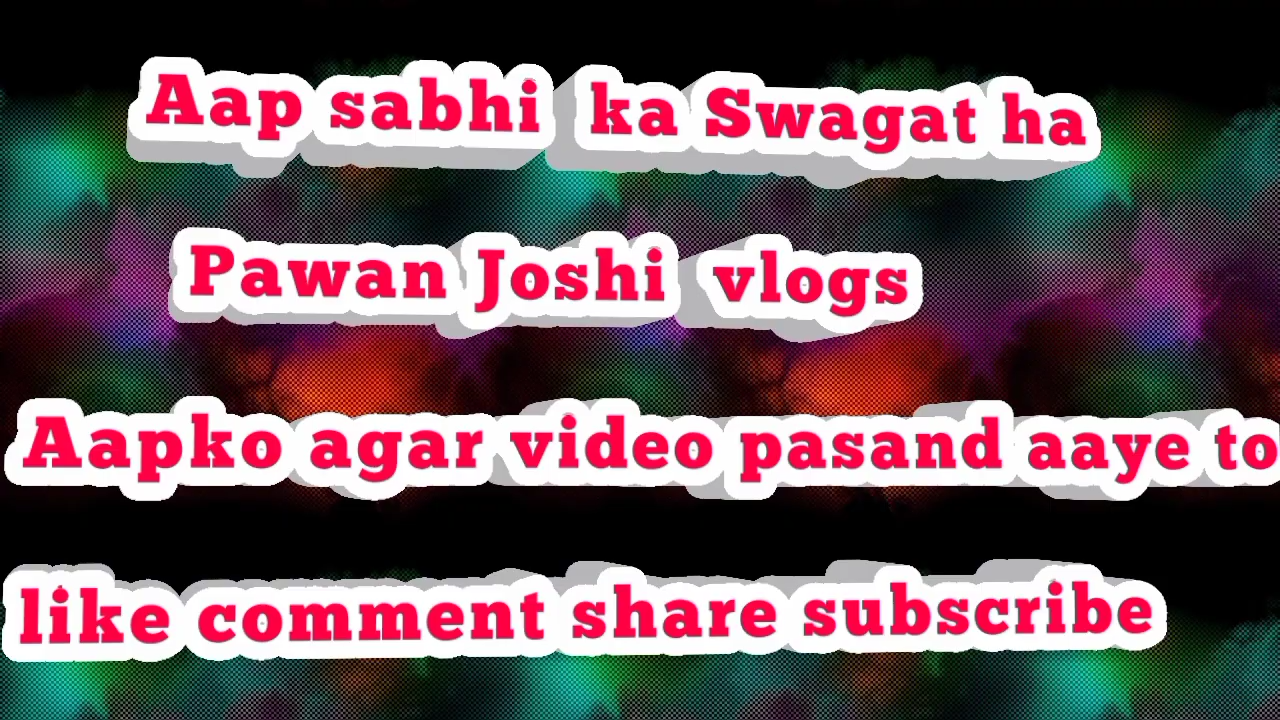 Aap sabhi ka Swagat ha
Pawan Joshi vlogs
Aapko agar video pasand aaye to
like comment share subscribe